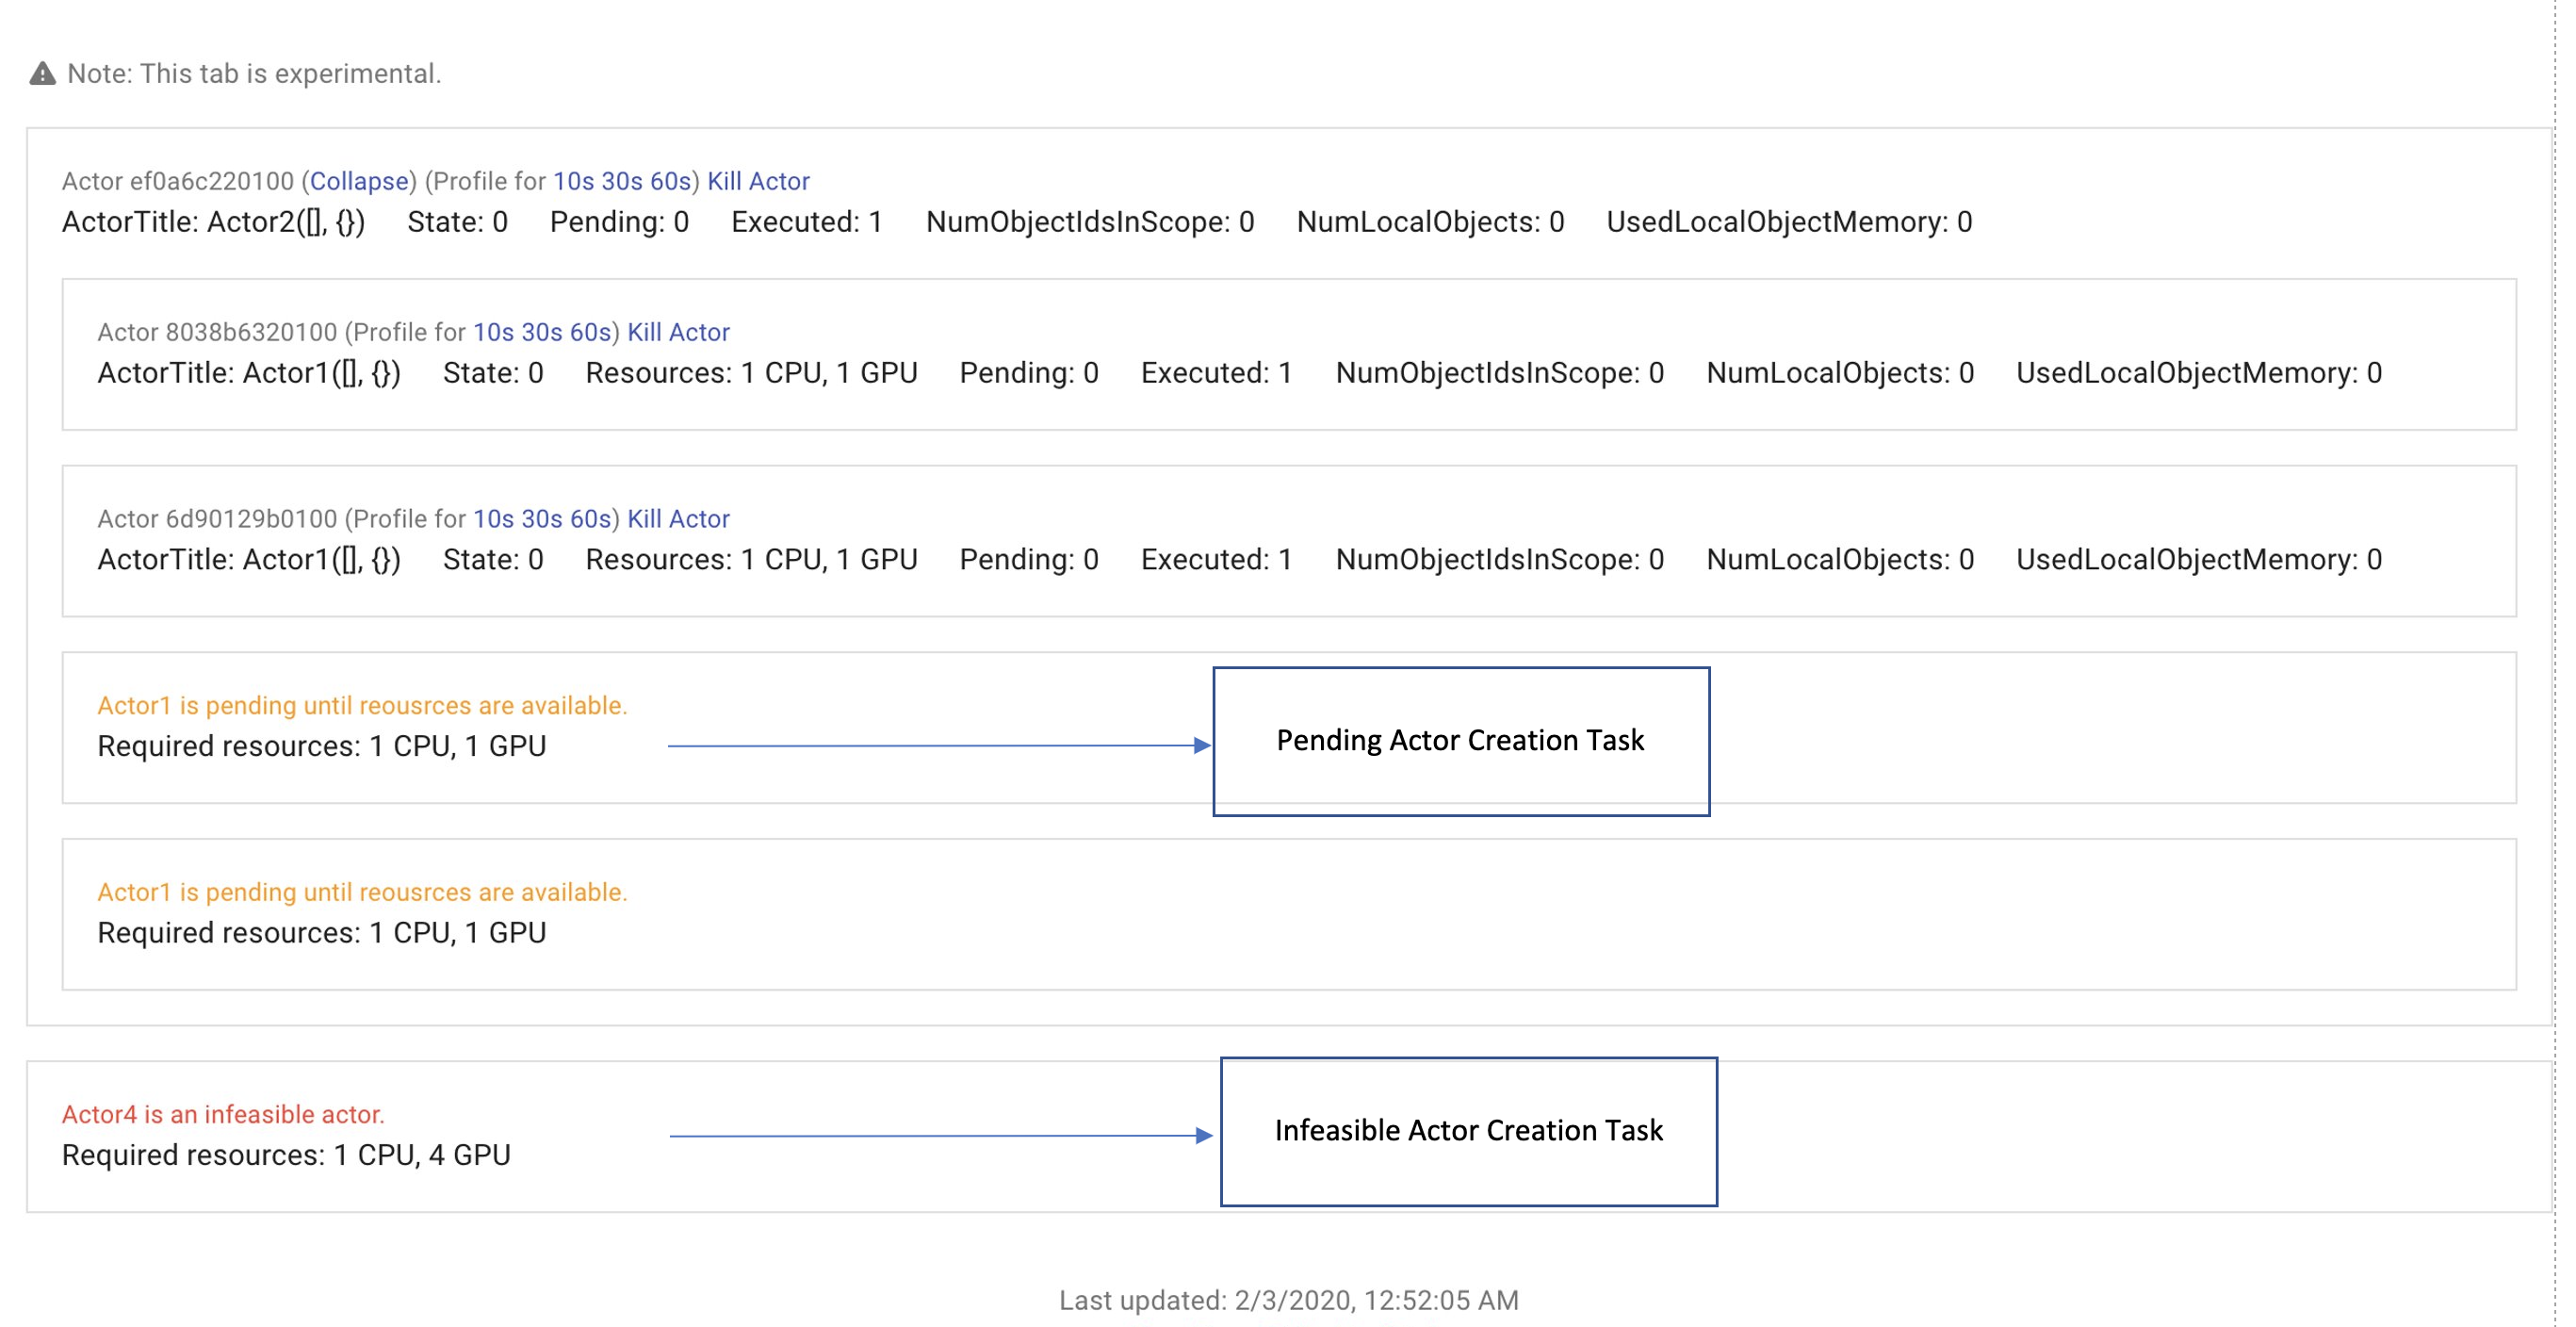 Note: This tab is experimental.
Actor ef0a6c220100 (Collapse) (Profile for 10s 30s 60s) Kill Actor
ActorTitle: Actor2([], {}) State: 0 Pending: 0 Executed: 1 NumObjectIdsInScope: 0 NumLocalObjects: 0 UsedLocalObjectMemory: 0
Actor 8038b6320100 (Profile for 10s 30s 60s) Kill Actor
ActorTitle: Actor1([], {}) State: 0 Resources: 1 CPU, 1 GPU Pending: 0 Executed: 1 NumObjectIdsInScope: 0 NumLocalObjects: 0 UsedLocalObjectMemory: 0
Actor 6d90129b0100 (Profile for 10s 30s 60s) Kill Actor
ActorTitle: Actor1([], {}) State: 0 Resources: 1 CPU, 1 GPU Pending: 0 Executed: 1 NumObjectIdsInScope: 0 NumLocalObjects: 0 UsedLocalObjectMemory: 0
Actor1 is pending until reousrces are available.
Required resources: 1 CPU, 1 GPU
Pending Actor Creation Task
Actor1 is pending until reousrces are available.
Required resources: 1 CPU, 1 GPU
Actor4 is an infeasible actor.
Required resources: 1 CPU, 4 GPU
Infeasible Actor Creation Task
Last updated: 2/3/2020, 12:52:05 AM